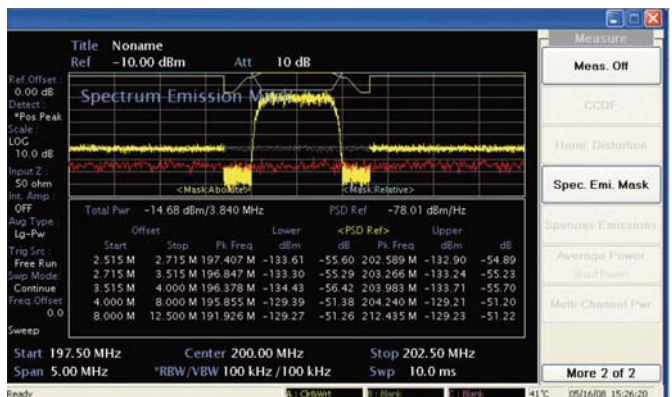 Title Noname
Ref -10.00 dBm Att 10 dB
Measure
Meas. Off
CCDF
Harm. Distortion
Spec. Emi. Mask
Spurious Emissions
Average Power
(Burst Power)
Multi-Channel Pwr
More 2 of 2
Ref.Offset :
0.00 dB
Detect :
*Pos.Peak
Scale :
LOG
10.0 dB
Input Z :
50 ohm
Int. Amp :
OFF
Avg Type :
Lg-Pw
Trig Src :
Free Run
Swp Mode:
Continue
Freq.Offset
0.0
Sweep
Spectrum Emission Mask
<Mask:Absolute> <Mask:Relative>
Total Pwr -14.68 dBm/3.840 MHz PSD Ref -78.01 dBm/Hz
Offset Lower <PSD Ref> Upper
Start Stop Pk Freq dBm dB Pk. Freq dBm dB
2.515 M 2.715 M 197.407 M -133.61 -55.60 202.589 M -132.90 -54.89
2.715 M 3.515 M 196.847 M -133.30 -55.29 203.266 M -133.24 -55.23
3.515 M 4.000 M 196.378 M -134.43 -56.42 203.983 M -133.71 -55.70
4.000 M 8.000 M 195.855 M -129.39 -51.38 204.240 M -129.21 -51.20
8.000 M 12.500 M 191.926 M -129.27 -51.26 212.435 M -129.23 -51.22
Start 197.50 MHz Center 200.00 MHz Stop 202.50 MHz
Span 5.00 MHz *RBW/VBW 100 kHz /100 kHz Swp 10.0 ms
Ready A : Clr&Wrt B : Blank C : Blank 41°C 05/16/08 15:26:20